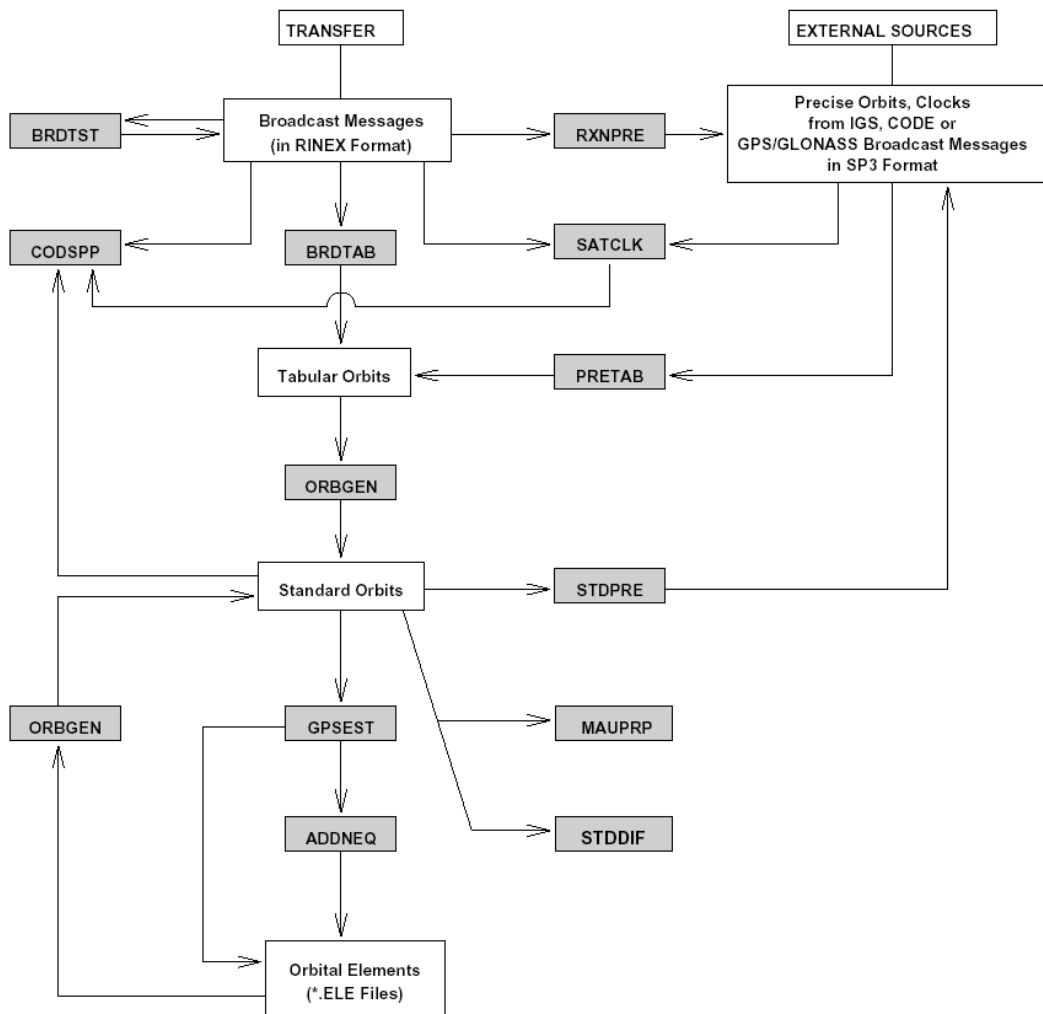 TRANSFER
EXTERNAL SOURCES
BRDTST
Broadcast Messages
(in RINEX Format)
RXNPRE
Precise Orbits, Clocks
from IGS, CODE or
GPS/GLONASS Broadcast Messages
in SP3 Format
CODSPP
BRDTAB
SATCLK
Tabular Orbits
PRETAB
ORBGEN
Standard Orbits
STDPRE
ORBGEN
GPSEST
MAUPRP
ADDNEQ
STDDIF
Orbital Elements
(*.ELE Files)